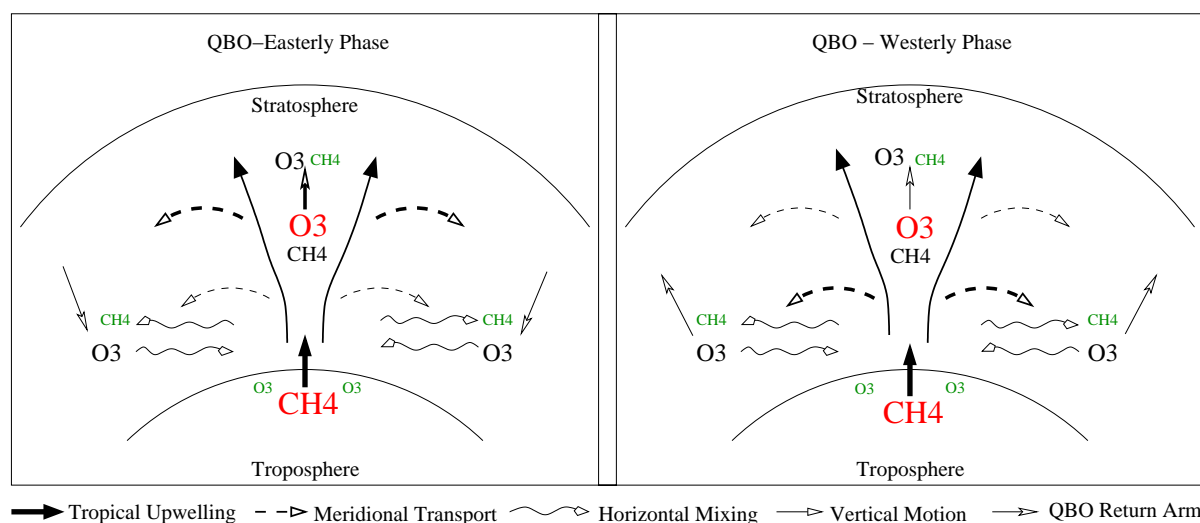 QBO–Easterly Phase
Stratosphere
O3 CH4
O3
CH4
CH4
CH4
O3
O3
O3
O3
CH4
Troposphere
QBO – Westerly Phase
Stratosphere
O3 CH4
O3
CH4
CH4
CH4
O3
O3
O3
O3
CH4
Troposphere
Tropical Upwelling
Meridional Transport
Horizontal Mixing
Vertical Motion
QBO Return Arm